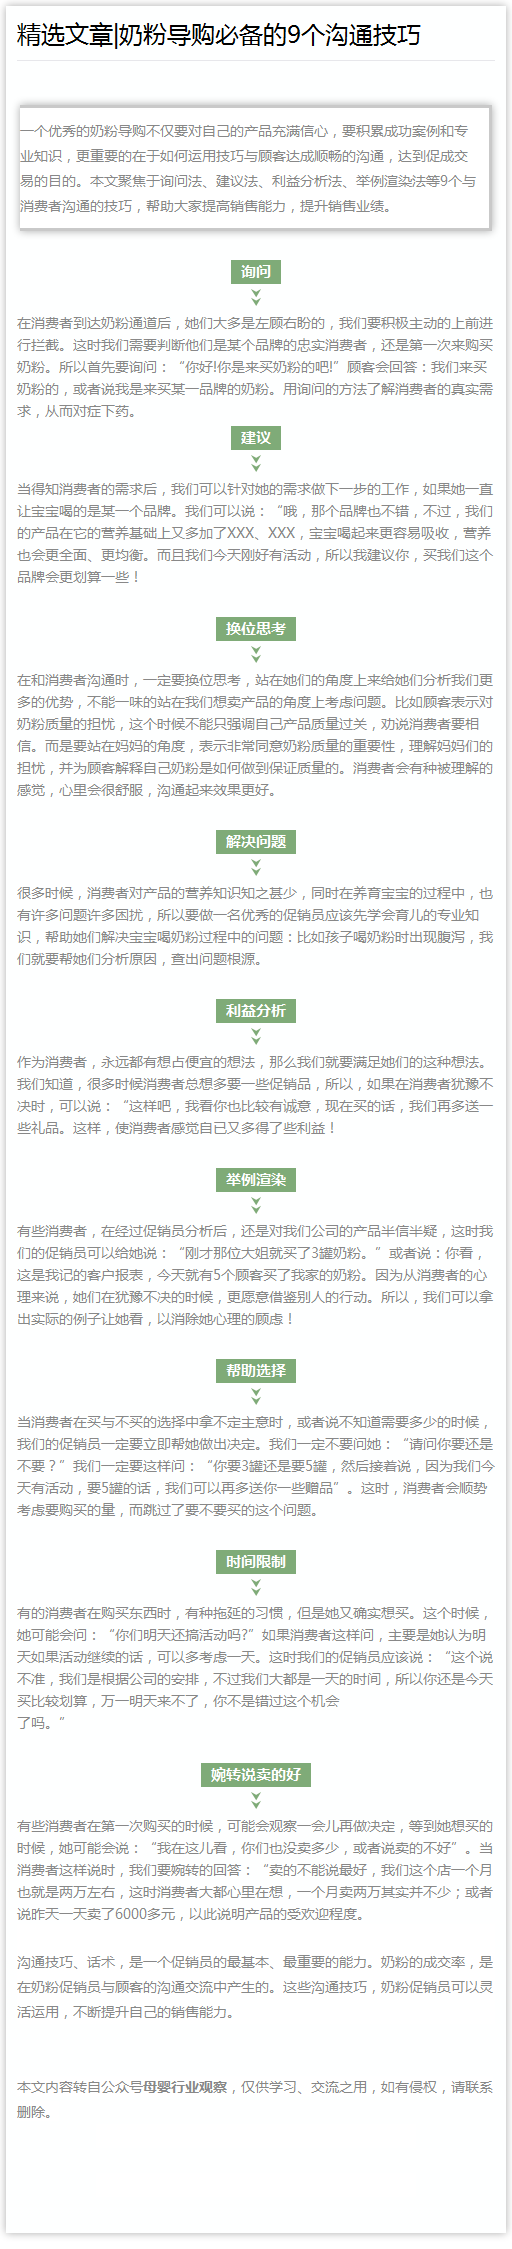 精选文章|奶粉导购必备的9个沟通技巧
一个优秀的奶粉导购不仅要对自己的产品充满信心，要积累成功案例和专
业知识，更重要的在于如何运用技巧与顾客达成顺畅的沟通，达到促成交
易的目的。本文聚焦于询问法、建议法、利益分析法、举例渲染法等9个与
消费者沟通的技巧，帮助大家提高销售能力，提升销售业绩。
询问
在消费者到达奶粉通道后，她们大多是左顾右盼的，我们要积极主动的上前进
行拦截。这时我们需要判断他们是某个品牌的忠实消费者，还是第一次来购买
奶粉。所以首先要询问：“你好!你是来买奶粉的吧!”顾客会回答：我们来买
奶粉的，或者说我是来买某一品牌的奶粉。用询问的方法了解消费者的真实需
求，从而对症下药。
建议
当得知消费者的需求后，我们可以针对她的需求做下一步的工作，如果她一直
让宝宝喝的是某一个品牌。我们可以说：“哦，那个品牌也不错，不过，我们
的产品在它的营养基础上又多加了XXX、XXX，宝宝喝起来更容易吸收，营养
也会更全面、更均衡。而且我们今天刚好有活动，所以我建议你，买我们这个
品牌会更划算一些！
换位思考
在和消费者沟通时，一定要换位思考，站在她们的角度上来给她们分析我们更
多的优势，不能一味的站在我们想卖产品的角度上考虑问题。比如顾客表示对
奶粉质量的担忧，这个时候不能只强调自己产品质量过关，劝说消费者要相
信。而是要站在妈妈的角度，表示非常同意奶粉质量的重要性，理解妈妈们的
担忧，并为顾客解释自己奶粉是如何做到保证质量的。消费者会有种被理解的
感觉，心里会很舒服，沟通起来效果更好。
解决问题
很多时候，消费者对产品的营养知识知之甚少，同时在养育宝宝的过程中，也
有许多问题许多困扰，所以要做一名优秀的促销员应该先学会育儿的专业知
识，帮助她们解决宝宝喝奶粉过程中的问题：比如孩子喝奶粉时出现腹泻，我
们就要帮她们分析原因，查出问题根源。
利益分析
作为消费者，永远都有想占便宜的想法，那么我们就要满足她们的这种想法。
我们知道，很多时候消费者总想多要一些促销品，所以，如果在消费者犹豫不
决时，可以说：“这样吧，我看你也比较有诚意，现在买的话，我们再多送一
些礼品。这样，使消费者感觉自已又多得了些利益！
举例渲染
有些消费者，在经过促销员分析后，还是对我们公司的产品半信半疑，这时我
们的促销员可以给她说：“刚才那位大姐就买了3罐奶粉。”或者说：你看，
这是我记的客户报表，今天就有5个顾客买了我家的奶粉。因为从消费者的心
理来说，她们在犹豫不决的时候，更愿意借鉴别人的行动。所以，我们可以拿
出实际的例子让她看，以消除她心理的顾虑！
帮助选择
当消费者在买与不买的选择中拿不定主意时，或者说不知道需要多少的时候，
我们的促销员一定要立即帮她做出决定。我们一定不要问她：“请问你要还是
不要？”我们一定要这样问：“你要3罐还是要5罐，然后接着说，因为我们今
天有活动，要5罐的话，我们可以再多送你一些赠品”。这时，消费者会顺势
考虑要购买的量，而跳过了要不要买的这个问题。
时间限制
有的消费者在购买东西时，有种拖延的习惯，但是她又确实想买。这个时候，
她可能会问：“你们明天还搞活动吗?”如果消费者这样问，主要是她认为明
天如果活动继续的话，可以多考虑一天。这时我们的促销员应该说：“这个说
不准，我们是根据公司的安排，不过我们大都是一天的时间，所以你还是今天
买比较划算，万一明天来不了，你不是错过这个机会
了吗。”
婉转说卖的好
有些消费者在第一次购买的时候，可能会观察一会儿再做决定，等到她想买的
时候，她可能会说：“我在这儿看，你们也没卖多少，或者说卖的不好”。当
消费者这样说时，我们要婉转的回答：“卖的不能说最好，我们这个店一个月
也就是两万左右，这时消费者大都心里在想，一个月卖两万其实并不少；或者
说昨天一天卖了6000多元，以此说明产品的受欢迎程度。
沟通技巧、话术，是一个促销员的最基本、最重要的能力。奶粉的成交率，是
在奶粉促销员与顾客的沟通交流中产生的。这些沟通技巧，奶粉促销员可以灵
活运用，不断提升自己的销售能力。
本文内容转自公众号母婴行业观察，仅供学习、交流之用，如有侵权，请联系
删除。